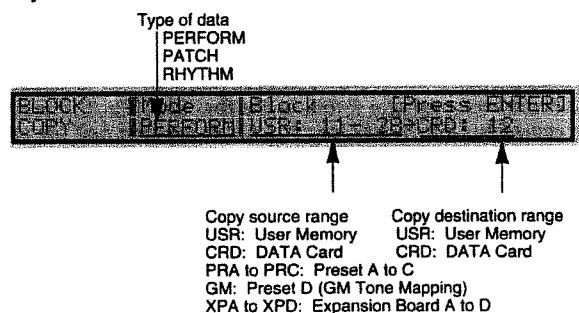 Type of data
PERFORM
PATCH
RHYTHM
BLOCK Mode Block [Press ENTER]
COPY PERFORM USR: 11- 28→CRD: 12
Copy source range
USR: User Memory
CRD: DATA Card
PRA to PRC: Preset A to C
GM: Preset D (GM Tone Mapping)
XPA to XPD: Expansion Board A to D
Copy destination range
USR: User Memory
CRD: DATA Card